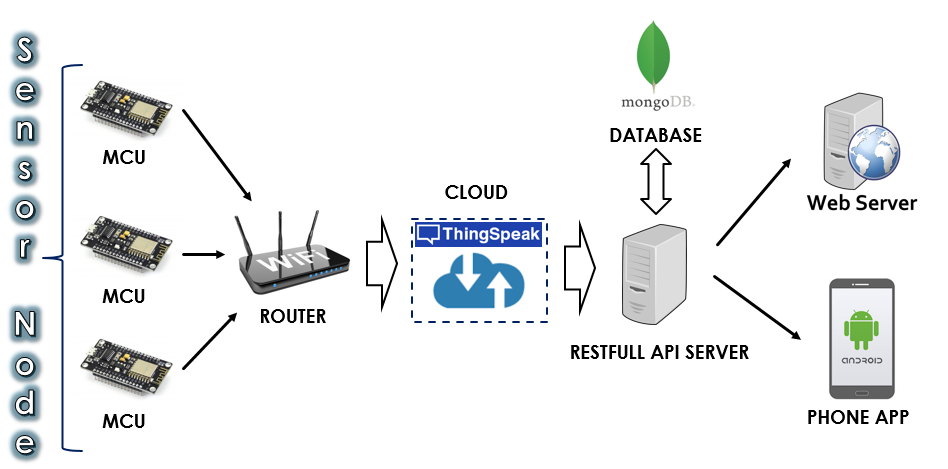 Sensor Node
MCU
MCU
MCU
WiFi
ROUTER
CLOUD
ThingSpeak
mongoDB.
DATABASE
RESTFULL API SERVER
Web Server
ANDROID
PHONE APP